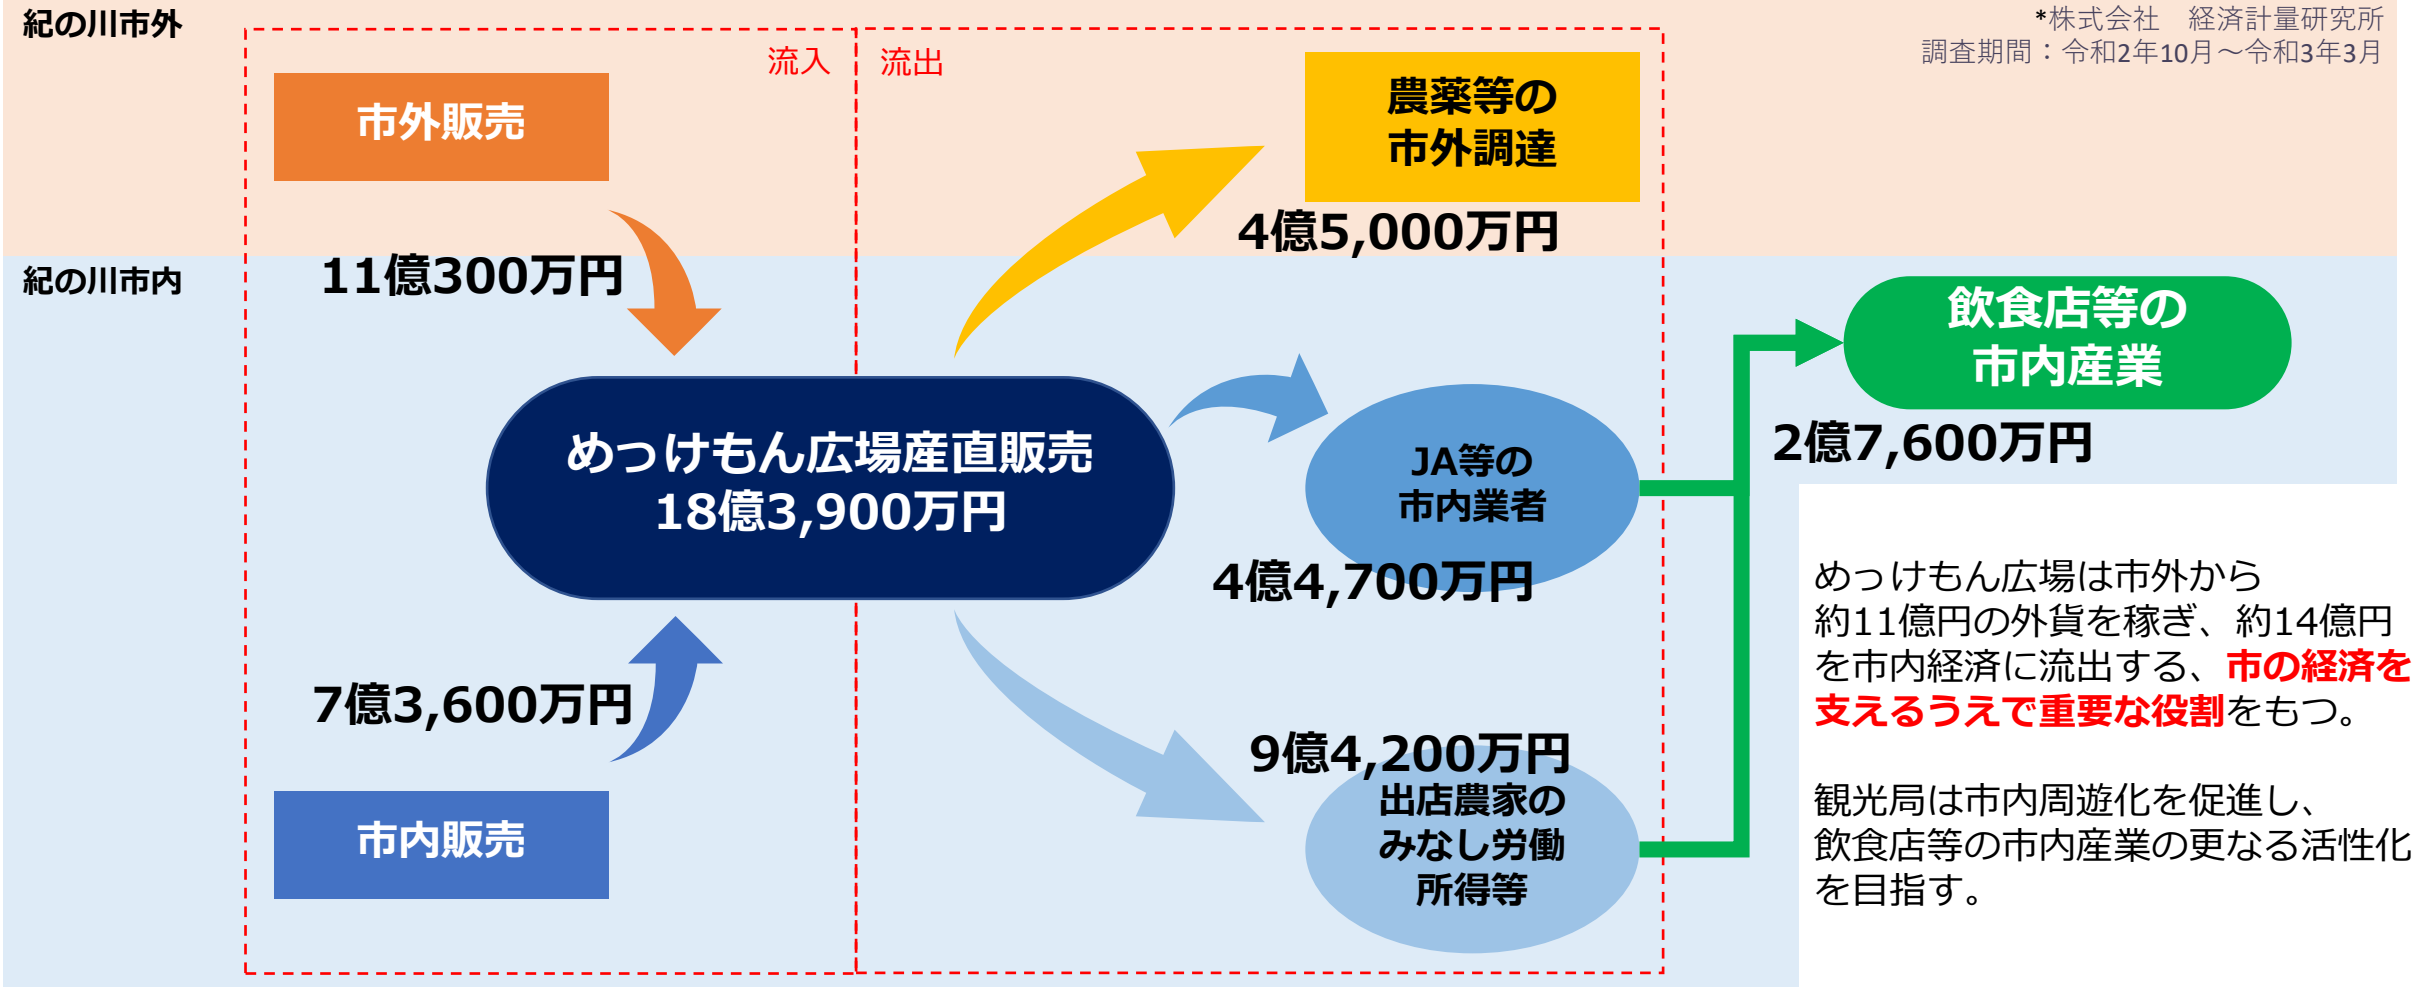 紀の川市外
*株式会社　経済計量研究所
調査期間：令和2年10月～令和3年3月
流入
流出
市外販売
農薬等の
市外調達
4億5,000万円
11億300万円
紀の川市内
飲食店等の
市内産業
2億7,600万円
めっけもん広場産直販売
18億3,900万円
JA等の
市内業者
4億4,700万円
7億3,600万円
市内販売
9億4,200万円
出店農家の
みなし労働
所得等
めっけもん広場は市外から
約11億円の外貨を稼ぎ、約14億円
を市内経済に流出する、市の経済を
支えるうえで重要な役割をもつ。
観光局は市内周遊化を促進し、
飲食店等の市内産業の更なる活性化
を目指す。